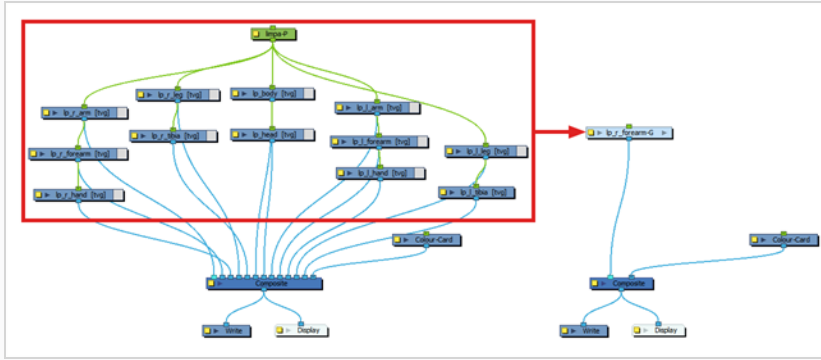 limpa-P
lp_r_leg [tvg]
lp_body [tvg]
lp_r_arm [tvg]
lp_l_arm [tvg]
lp_r_tibia [tvg]
lp_head [tvg]
lp_r_forearm-G
lp_r_forearm [tvg]
lp_l_forearm [tvg]
lp_l_leg [tvg]
lp_r_hand [tvg]
lp_l_hand [tvg]
lp_l_tibia [tvg]
Colour-Card
Colour-Card
Composite
Composite
Write
Display
Write
Display